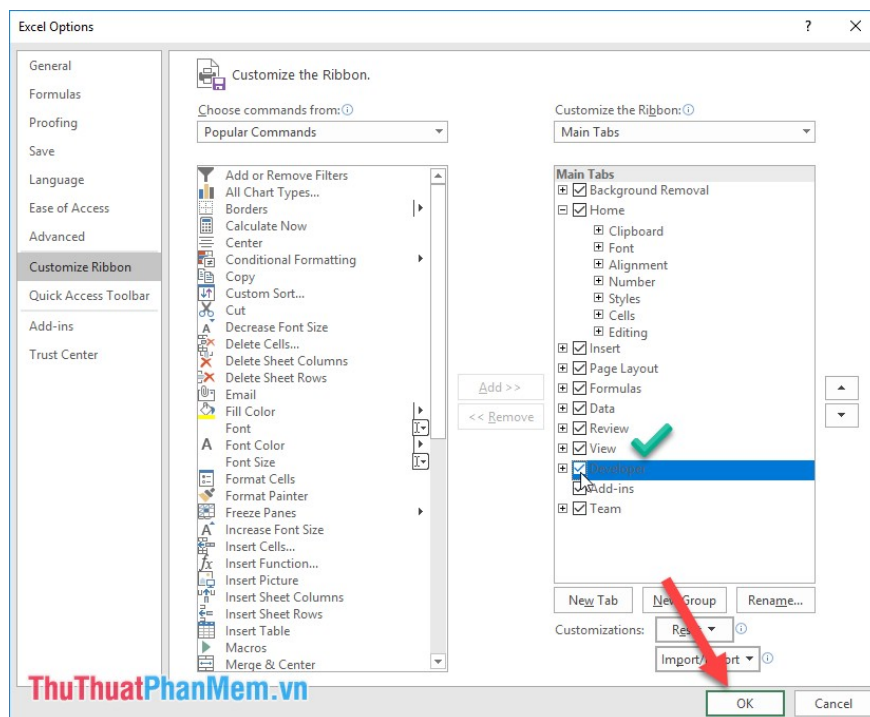 Excel Options
?
General
Formulas
Proofing
Save
Language
Ease of Access
Advanced
Customize Ribbon
Quick Access Toolbar
Add-ins
Trust Center
Customize the Ribbon.
Choose commands from:
Popular Commands
Add or Remove Filters
All Chart Types...
Borders
Calculate Now
Center
Conditional Formatting
Copy
Custom Sort...
Cut
Decrease Font Size
Delete Cells...
Delete Sheet Columns
Delete Sheet Rows
Email
Fill Color
Font
Font Color
Font Size
Format Cells
Format Painter
Freeze Panes
Increase Font Size
Insert Cells...
Insert Function...
Insert Picture
Insert Sheet Columns
Insert Sheet Rows
Insert Table
Macros
Merge & Center
Add >>
<< Remove
Customize the Ribbon:
Main Tabs
Main Tabs
Background Removal
Home
Clipboard
Font
Alignment
Number
Styles
Cells
Editing
Insert
Page Layout
Formulas
Data
Review
View
Developer
Add-ins
Team
New Tab
New Group
Rename...
Customizations:
OK
Cancel
ThuThuatPhanMem.vn